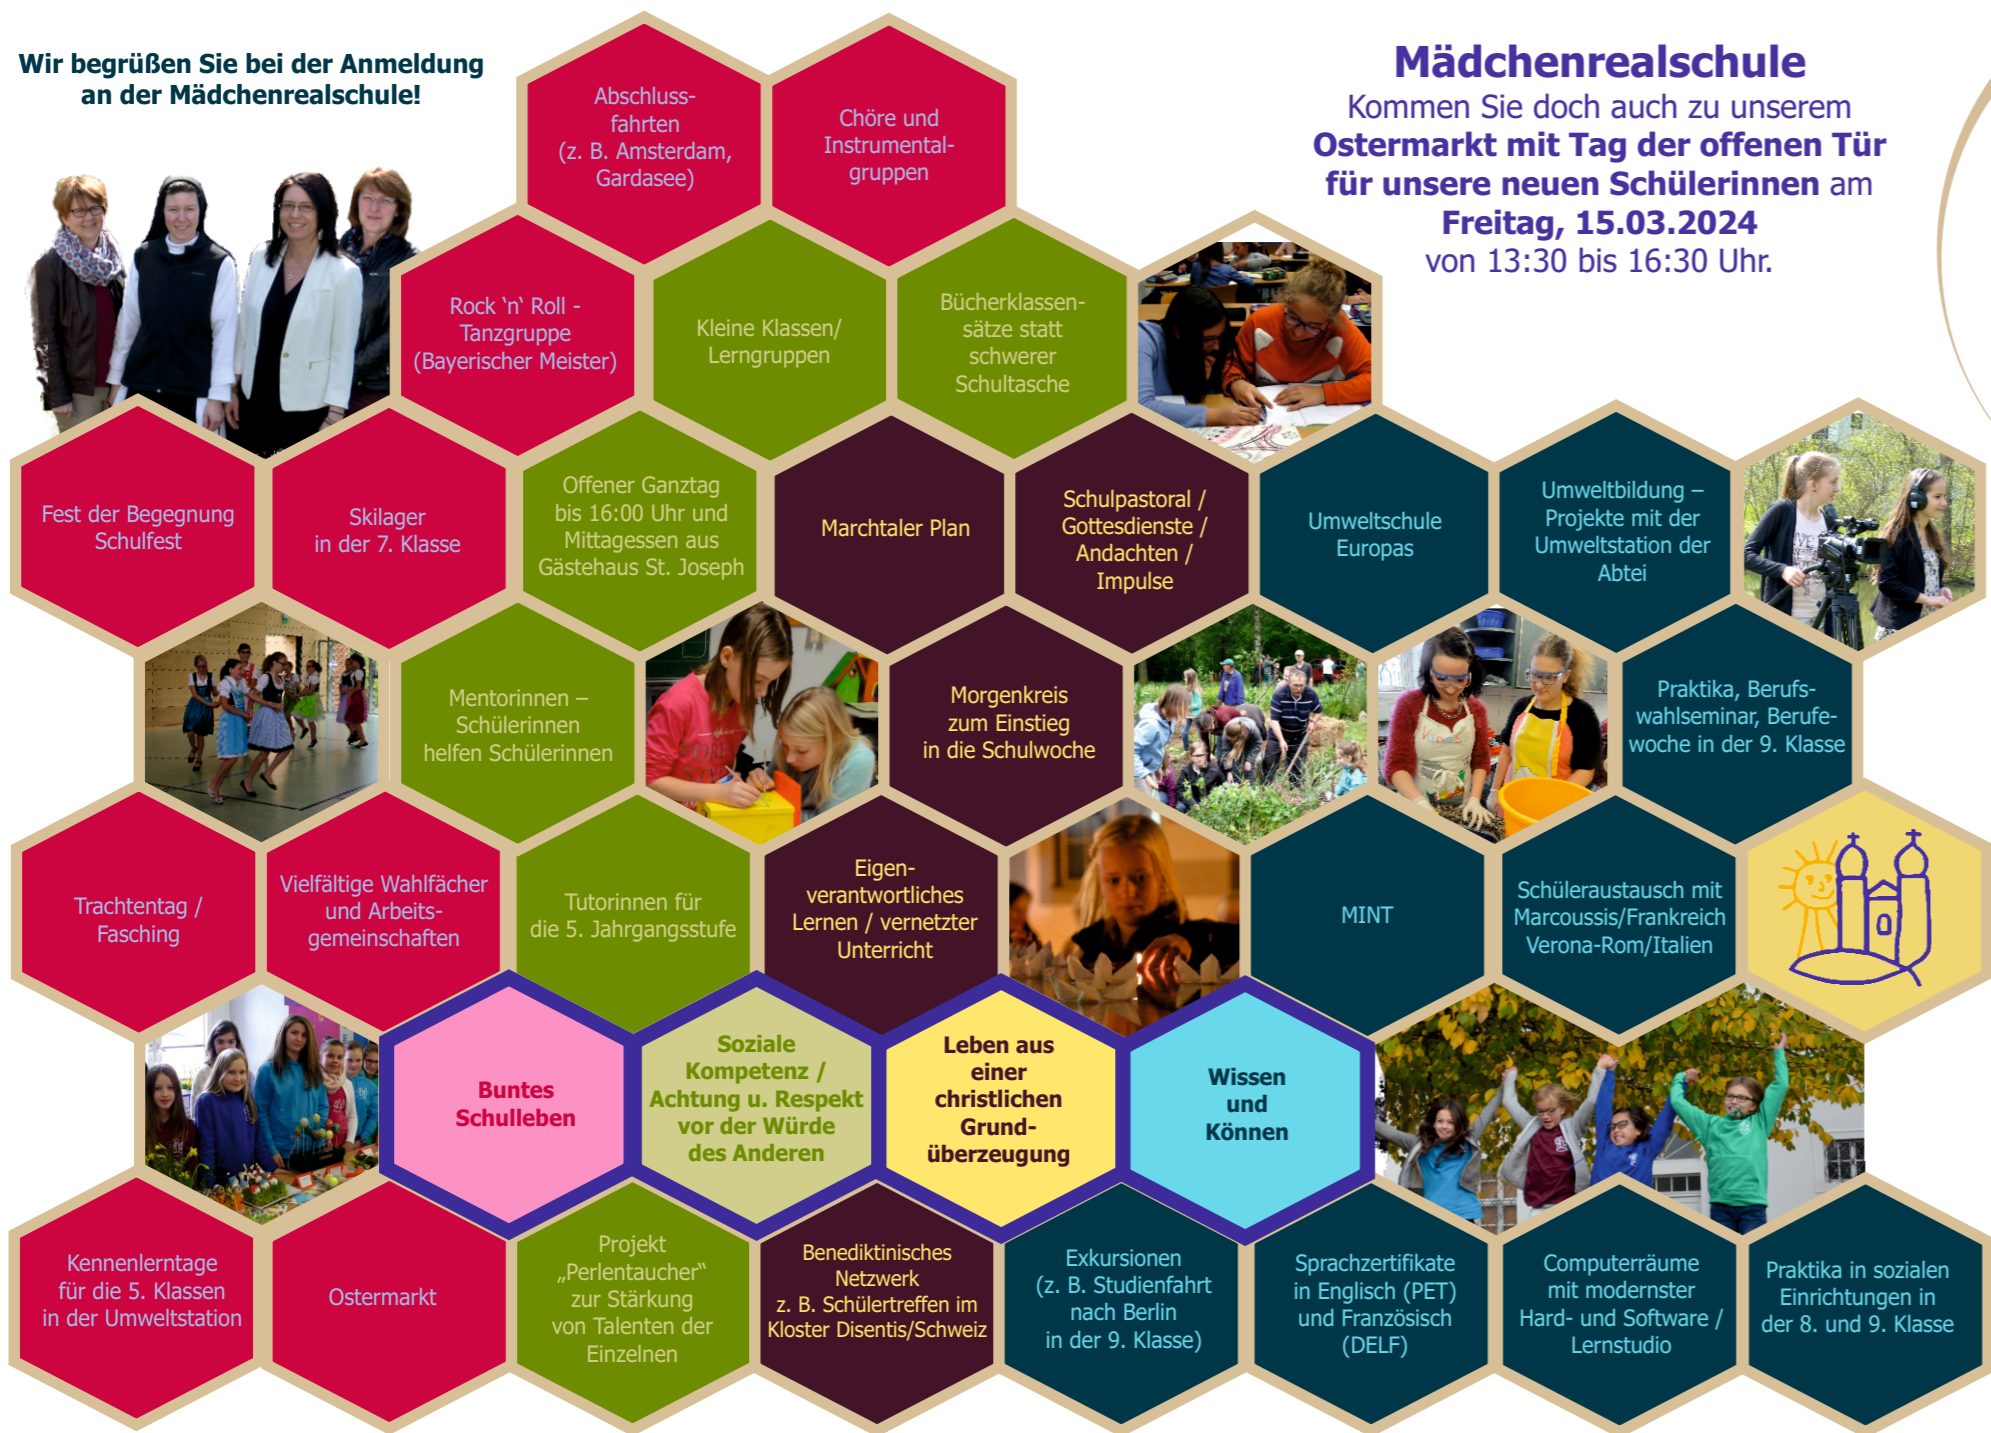 Wir begrüßen Sie bei der Anmeldung
an der Mädchenrealschule!
Mädchenrealschule
Kommen Sie doch auch zu unserem
Ostermarkt mit Tag der offenen Tür
für unsere neuen Schülerinnen am
Freitag, 15.03.2024
von 13:30 bis 16:30 Uhr.
Abschluss-
fahrten
(z. B. Amsterdam,
Gardasee)
Chöre und
Instrumental-
gruppen
Rock ‘n‘ Roll -
Tanzgruppe
(Bayerischer Meister)
Kleine Klassen/
Lerngruppen
Bücherklassen-
sätze statt
schwerer
Schultasche
Fest der Begegnung
Schulfest
Skilager
in der 7. Klasse
Offener Ganztag
bis 16:00 Uhr und
Mittagessen aus
Gästehaus St. Joseph
Marchtaler Plan
Schulpastoral /
Gottesdienste /
Andachten /
Impulse
Umweltschule
Europas
Umweltbildung –
Projekte mit der
Umweltstation der
Abtei
Mentorinnen –
Schülerinnen
helfen Schülerinnen
Morgenkreis
zum Einstieg
in die Schulwoche
Praktika, Berufs-
wahlseminar, Berufe-
woche in der 9. Klasse
Trachtentag /
Fasching
Vielfältige Wahlfächer
und Arbeits-
gemeinschaften
Tutorinnen für
die 5. Jahrgangsstufe
Eigen-
verantwortliches
Lernen / vernetzter
Unterricht
MINT
Schüleraustausch mit
Marcoussis/Frankreich
Verona-Rom/Italien
Buntes
Schulleben
Soziale
Kompetenz /
Achtung u. Respekt
vor der Würde
des Anderen
Leben aus
einer
christlichen
Grund-
überzeugung
Wissen
und
Können
Kennenlerntage
für die 5. Klassen
in der Umweltstation
Ostermarkt
Projekt
„Perlentaucher“
zur Stärkung
von Talenten der
Einzelnen
Benediktinisches
Netzwerk
z. B. Schülertreffen im
Kloster Disentis/Schweiz
Exkursionen
(z. B. Studienfahrt
nach Berlin
in der 9. Klasse)
Sprachzertifikate
in Englisch (PET)
und Französisch
(DELF)
Computerräume
mit modernster
Hard- und Software /
Lernstudio
Praktika in sozialen
Einrichtungen in
der 8. und 9. Klasse